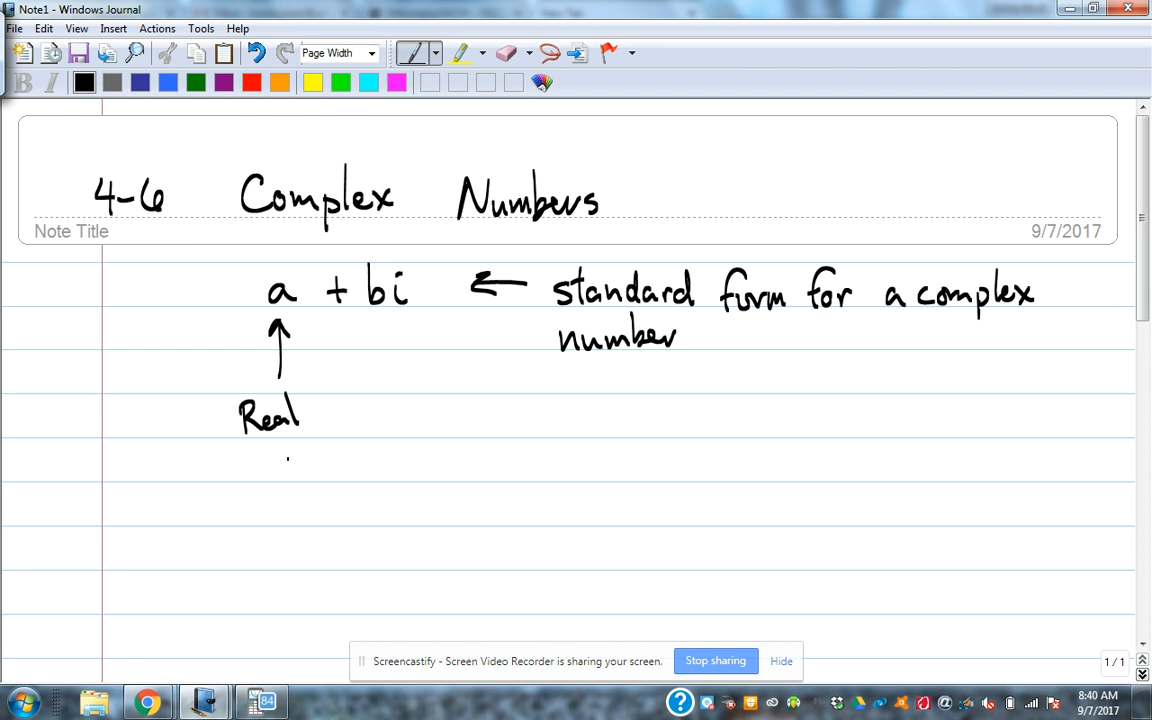 Note1 - Windows Journal
File Edit View Insert Actions Tools Help
Page Width
B I
4-6 Complex Numbers
Note Title 9/7/2017
a + bi ← standard form for a complex
number
↑
Real
Screencastify - Screen Video Recorder is sharing your screen. Stop sharing Hide
1 / 1
84
8:40 AM
9/7/2017